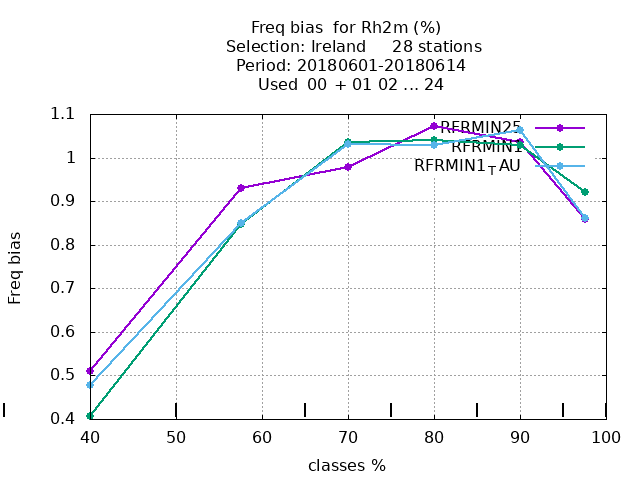 Freq bias  for Rh2m (%)
Selection: Ireland     28 stations
Period: 20180601-20180614
Used  00 + 01 02 ... 24
1.1
1
0.9
0.8
0.7
0.6
0.5
0.4
Freq bias
RFRMIN25
RFRMIN1
RFRMIN1TAU
40 50 60 70 80 90 100
classes %